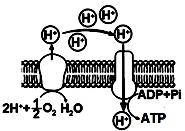 H⁺ H⁺
H⁺ H⁺ H⁺
H⁺
ADP+Pi
2H⁺+½O₂ H₂O
H⁺ ATP